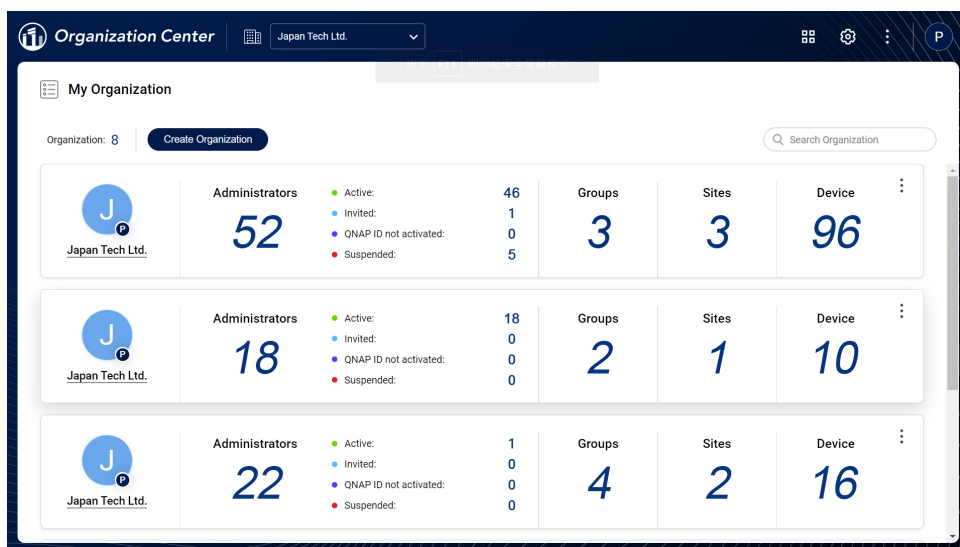 Organization Center
Japan Tech Ltd.
P
My Organization
Organization: 8
Create Organization
Search Organization
J
P
Japan Tech Ltd.
Administrators
52
Active: 46
Invited: 1
QNAP ID not activated: 0
Suspended: 5
Groups
3
Sites
3
Device
96
J
P
Japan Tech Ltd.
Administrators
18
Active: 18
Invited: 0
QNAP ID not activated: 0
Suspended: 0
Groups
2
Sites
1
Device
10
J
P
Japan Tech Ltd.
Administrators
22
Active: 1
Invited: 0
QNAP ID not activated: 0
Suspended: 0
Groups
4
Sites
2
Device
16